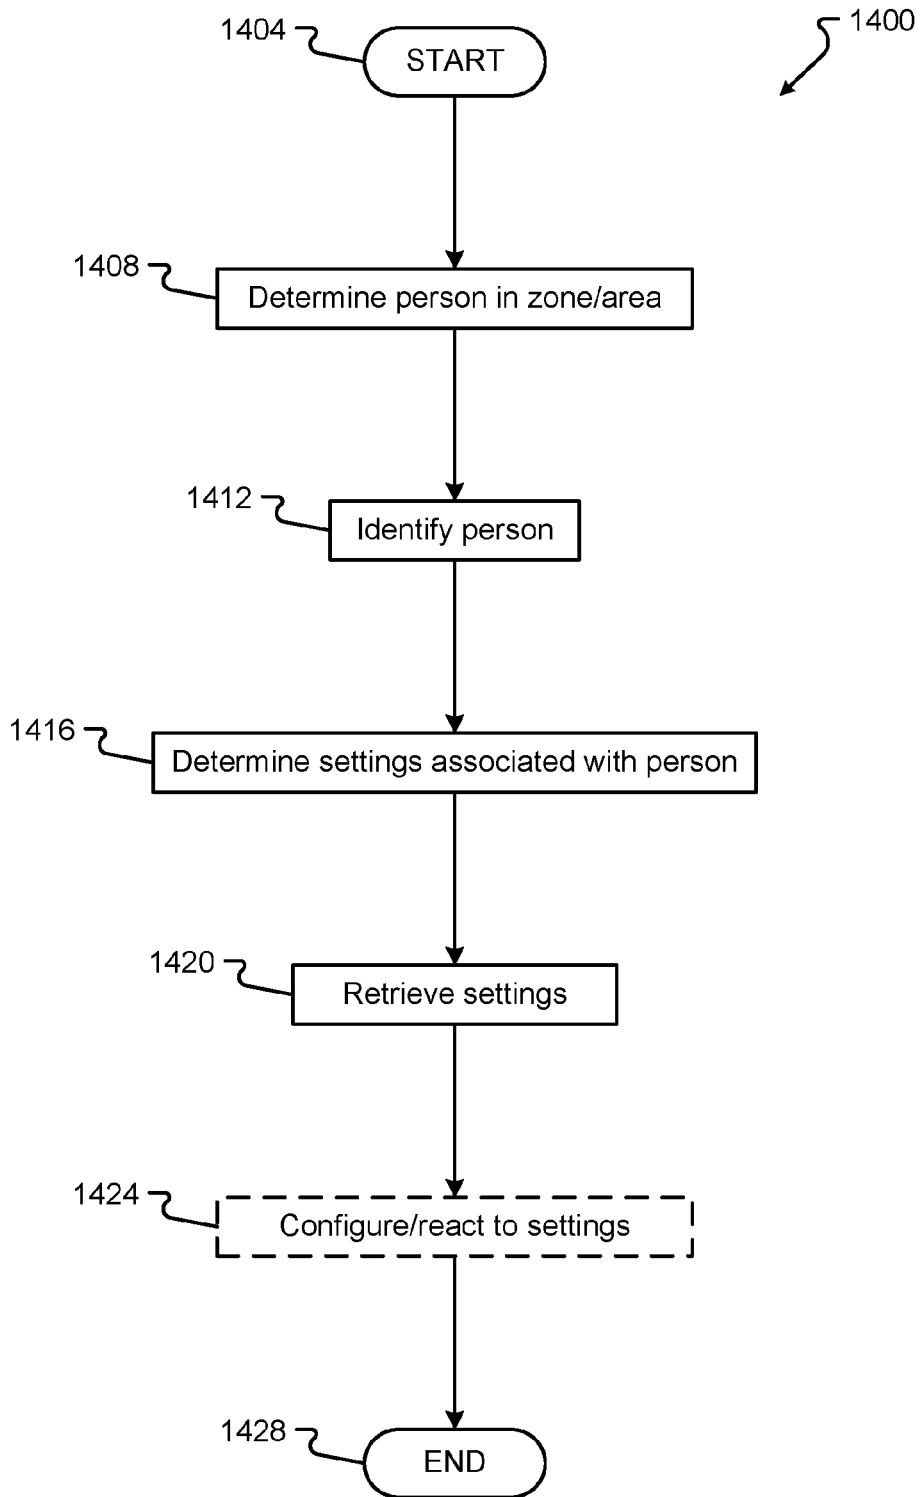 1400
1404
START
1408
Determine person in zone/area
1412
Identify person
1416
Determine settings associated with person
1420
Retrieve settings
1424
Configure/react to settings
1428
END